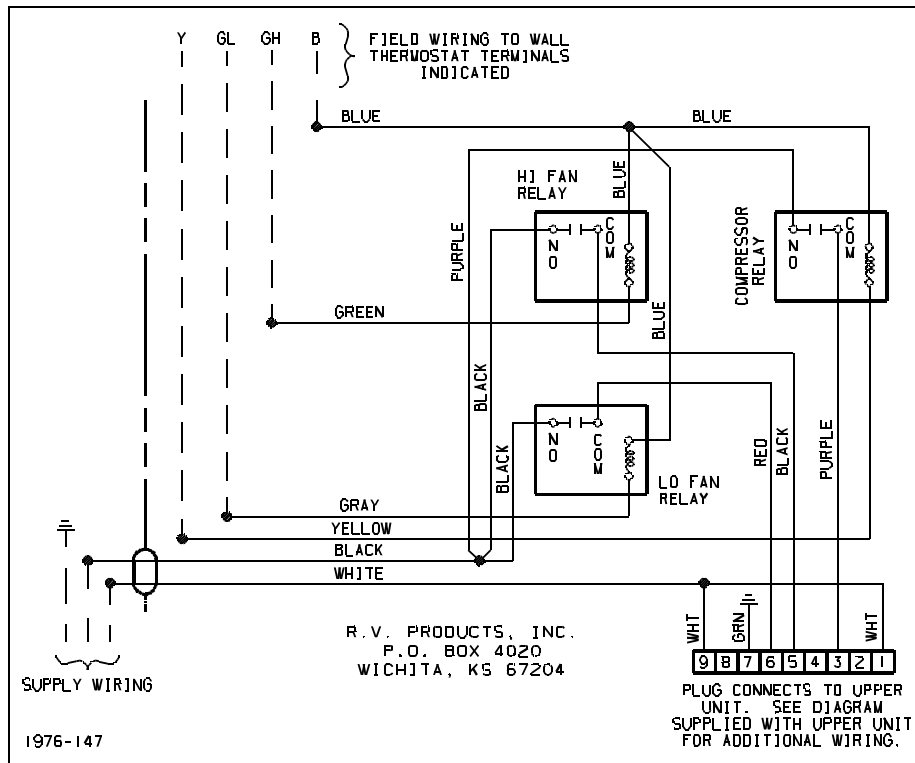 Y GL GH B
FIELD WIRING TO WALL
THERMOSTAT TERMINALS
INDICATED
BLUE
BLUE
HI FAN
RELAY
BLUE
PURPLE
NO
COM
COMPRESSOR
RELAY
NO
COM
GREEN
BLUE
BLACK
BLACK
NO
COM
RED
BLACK
PURPLE
LO FAN
RELAY
GRAY
YELLOW
BLACK
WHITE
WHT
GRN
WHT
R.V. PRODUCTS, INC.
P.O. BOX 4020
WICHITA, KS 67204
9 8 7 6 5 4 3 2 1
SUPPLY WIRING
PLUG CONNECTS TO UPPER
UNIT. SEE DIAGRAM
SUPPLIED WITH UPPER UNIT
FOR ADDITIONAL WIRING.
1976-147